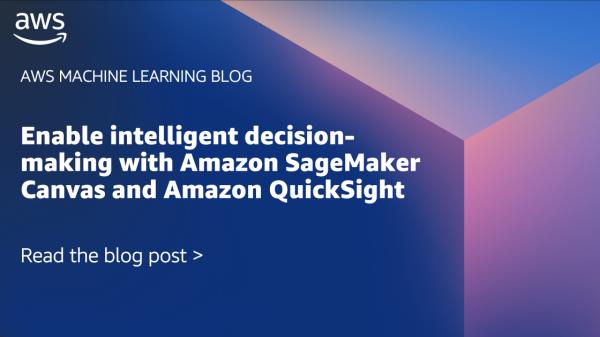 aws
AWS MACHINE LEARNING BLOG
Enable intelligent decision-
making with Amazon SageMaker
Canvas and Amazon QuickSight
Read the blog post >